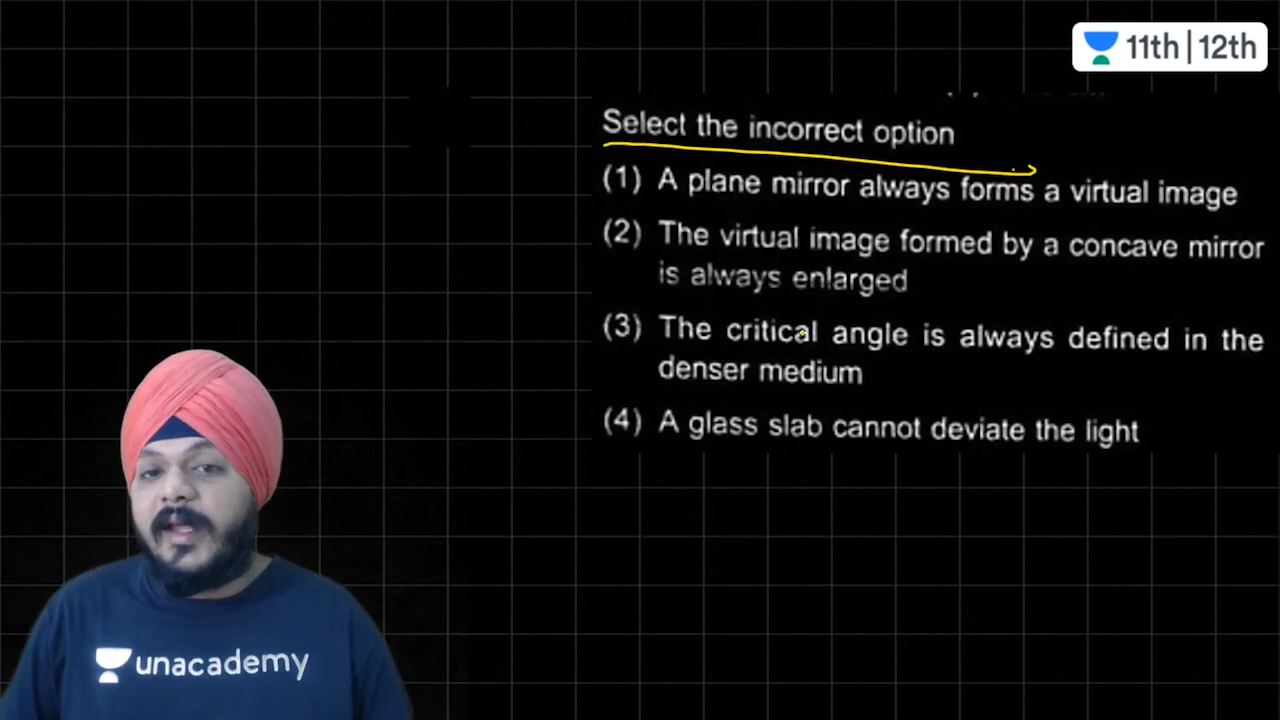 11th | 12th
Select the incorrect option
(1) A plane mirror always forms a virtual image
(2) The virtual image formed by a concave mirror
is always enlarged
(3) The critical angle is always defined in the
denser medium
(4) A glass slab cannot deviate the light
unacademy